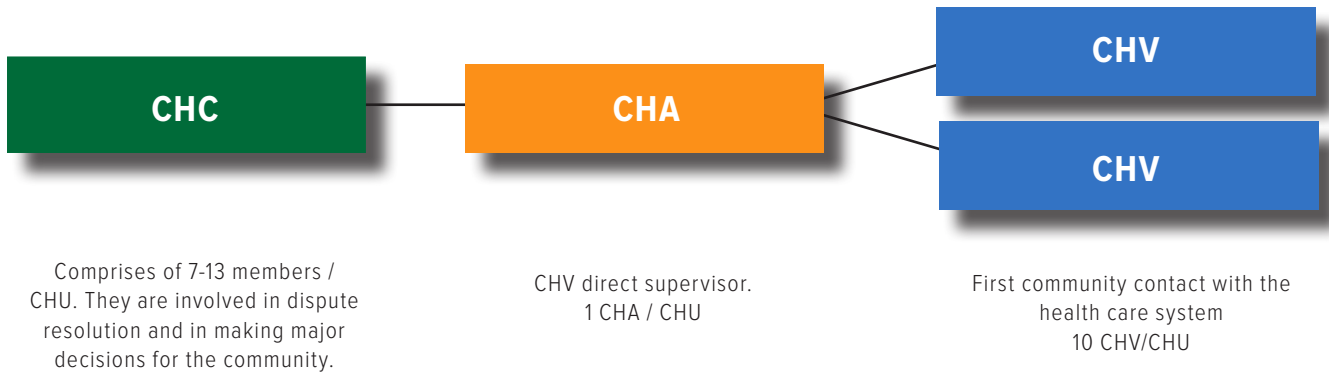 CHC
CHA
CHV
CHV
Comprises of 7-13 members /
CHU. They are involved in dispute
resolution and in making major
decisions for the community.
CHV direct supervisor.
1 CHA / CHU
First community contact with the
health care system
10 CHV/CHU